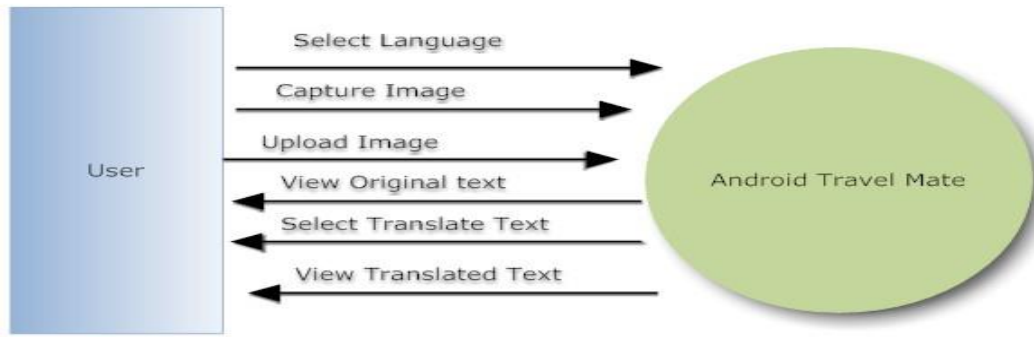 Select Language
Capture Image
Upload Image
User
View Original text
Android Travel Mate
Select Translate Text
View Translated Text